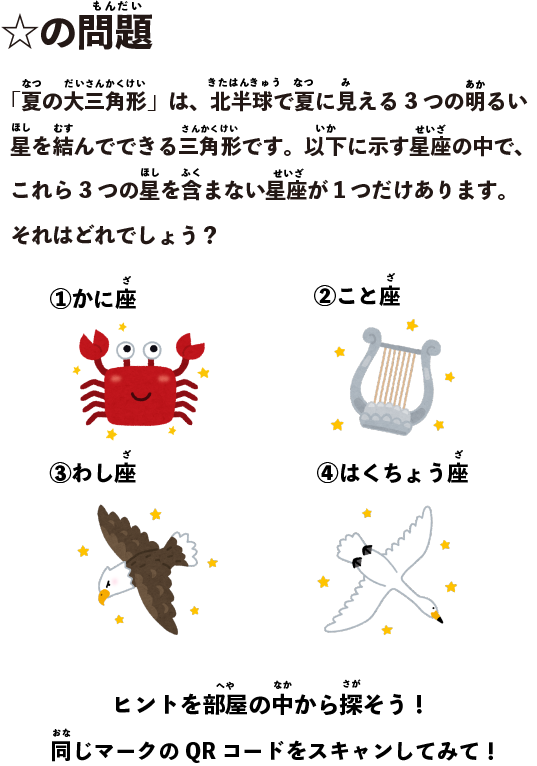 ☆の問題
「夏の大三角形」は、北半球で夏に見える3つの明るい
星を結んでできる三角形です。以下に示す星座の中で、
これら3つの星を含まない星座が1つだけあります。
それはどれでしょう？
①かに座
②こと座
③わし座
④はくちょう座
ヒントを部屋の中から探そう！
同じマークのQRコードをスキャンしてみて！